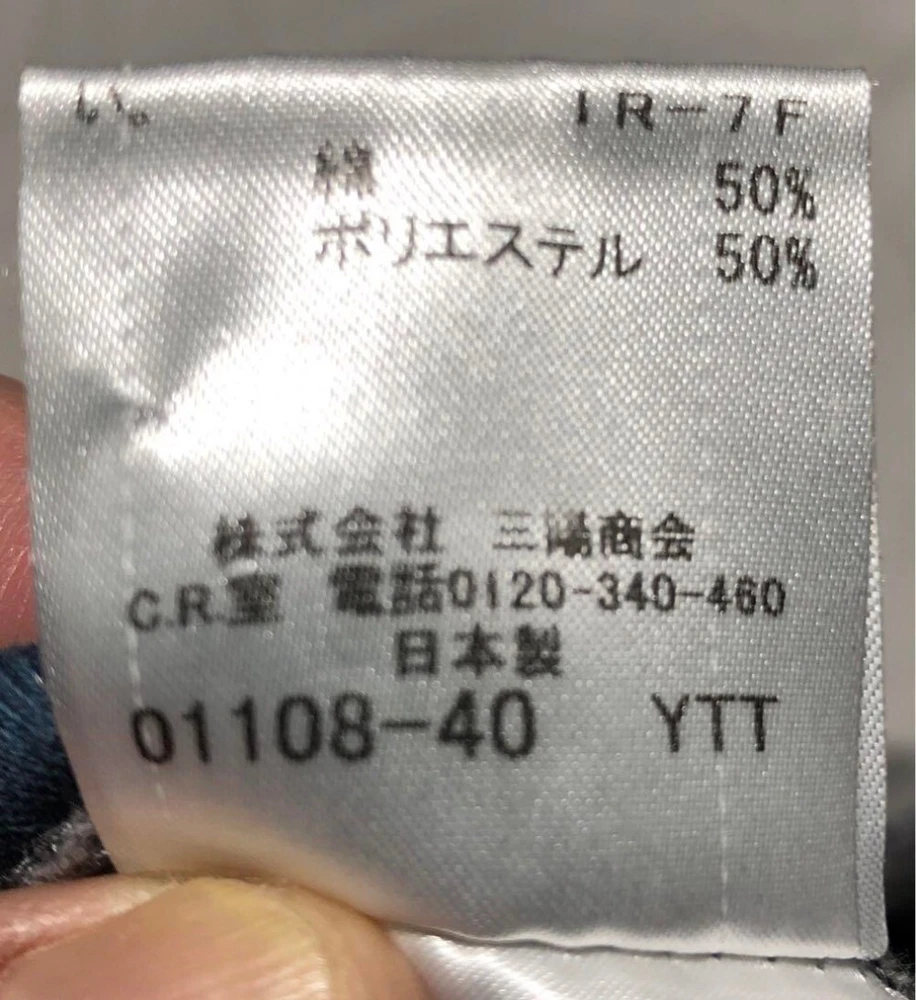 い。 IR-7F
綿 50%
ポリエステル 50%
株式会社 三陽商会
C.R.室 電話0120-340-460
日本製
01108-40 YTT